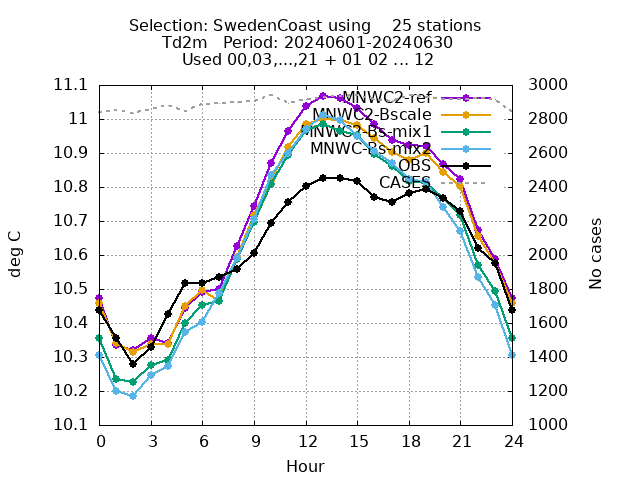 Selection: SwedenCoast using 25 stations
Td2m Period: 20240601-20240630
Used 00,03,...,21 + 01 02 ... 12
11.1
11
10.9
10.8
10.7
10.6
10.5
10.4
10.3
10.2
10.1
deg C
3000
2800
2600
2400
2200
2000
1800
1600
1400
1200
1000
No cases
MNWC2-ref
MNWC2-Bscale
MNWC2-Bs-mix1
MNWC-Bs-mix2
OBS
CASES
0 3 6 9 12 15 18 21 24
Hour